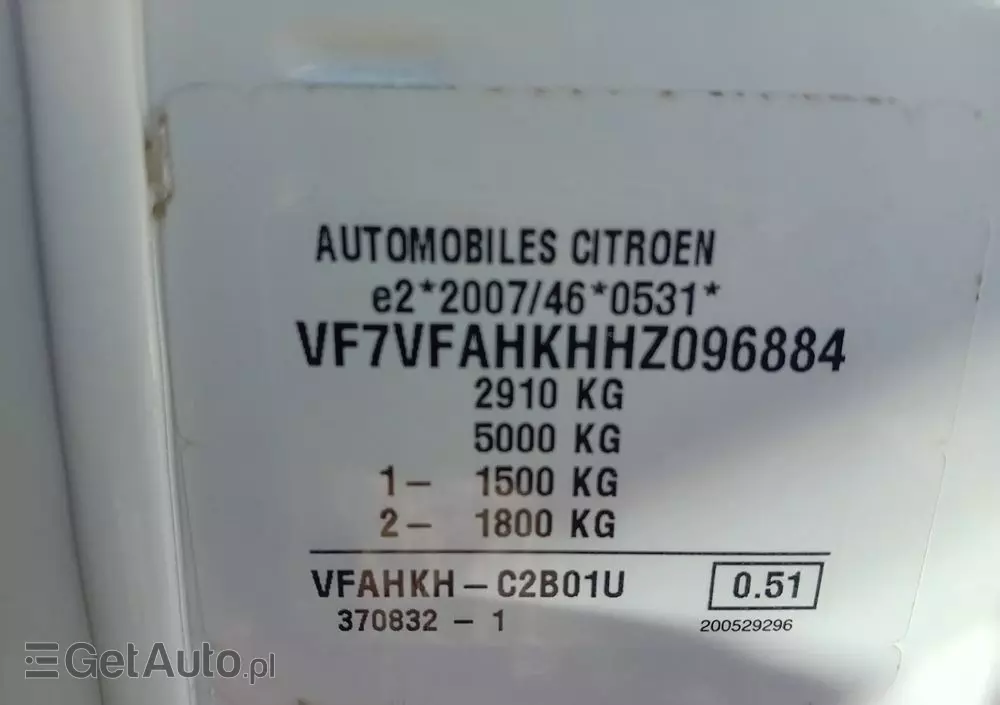 AUTOMOBILES CITROEN
e2*2007/46*0531*
VF7VFAHKHHZ096884
2910 KG
5000 KG
1- 1500 KG
2- 1800 KG
VFAHKH-C2B01U 0.51
370832 - 1 200529296
GetAuto.pl